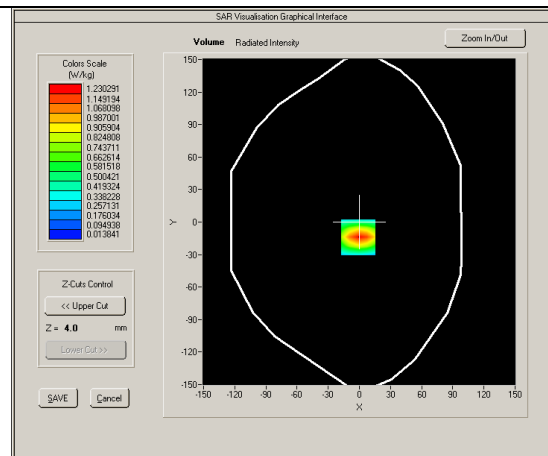 SAR Visualisation Graphical Interface
Volume Radiated Intensity
Zoom In/Out
Colors Scale
(W/kg)
1.230291
1.149194
1.068098
0.987001
0.905904
0.824808
0.743711
0.662614
0.581518
0.500421
0.419324
0.338228
0.257131
0.176034
0.094938
0.013841
Z-Cuts Control
<< Upper Cut
Z = 4.0 mm
Lower Cut >>
SAVE Cancel
150
120
90
60
30
0
-30
-60
-90
-120
-150
Y
-150 -120 -90 -60 -30 0 30 60 90 120 150
X